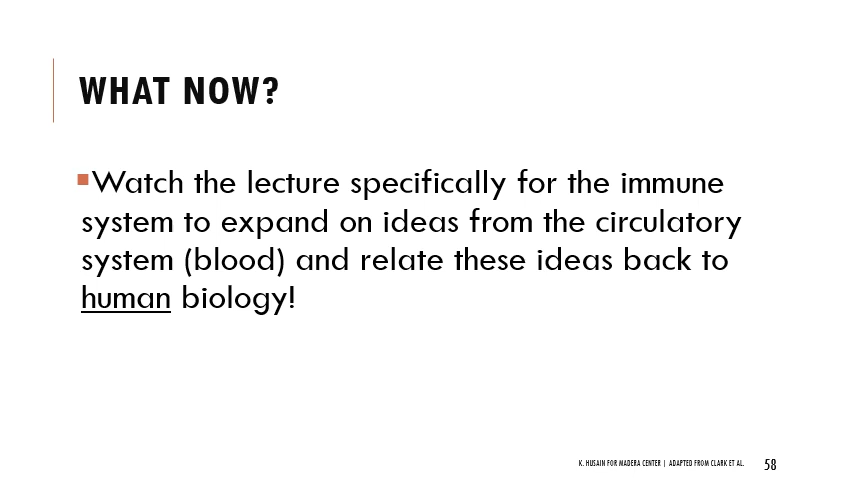 WHAT NOW?
▪Watch the lecture specifically for the immune
system to expand on ideas from the circulatory
system (blood) and relate these ideas back to
human biology!
K. HUSAIN FOR MADERA CENTER | ADAPTED FROM CLARK ET AL. 58